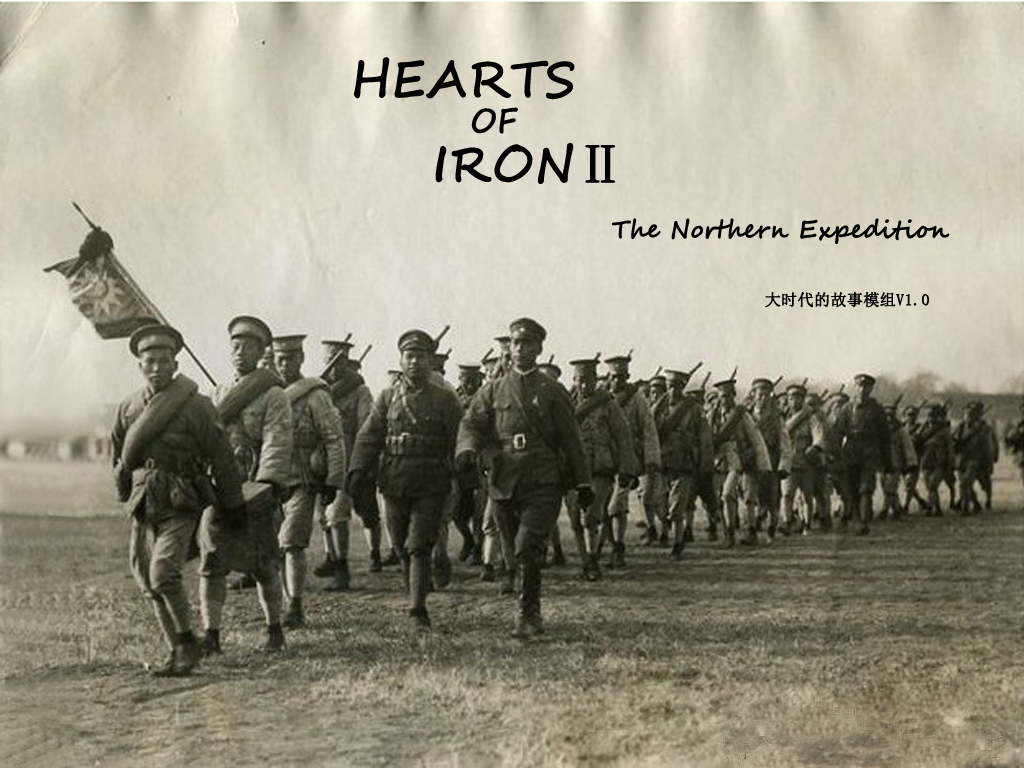 HEARTS
OF
IRON II
The Northern Expedition
大时代的故事模组V1.0